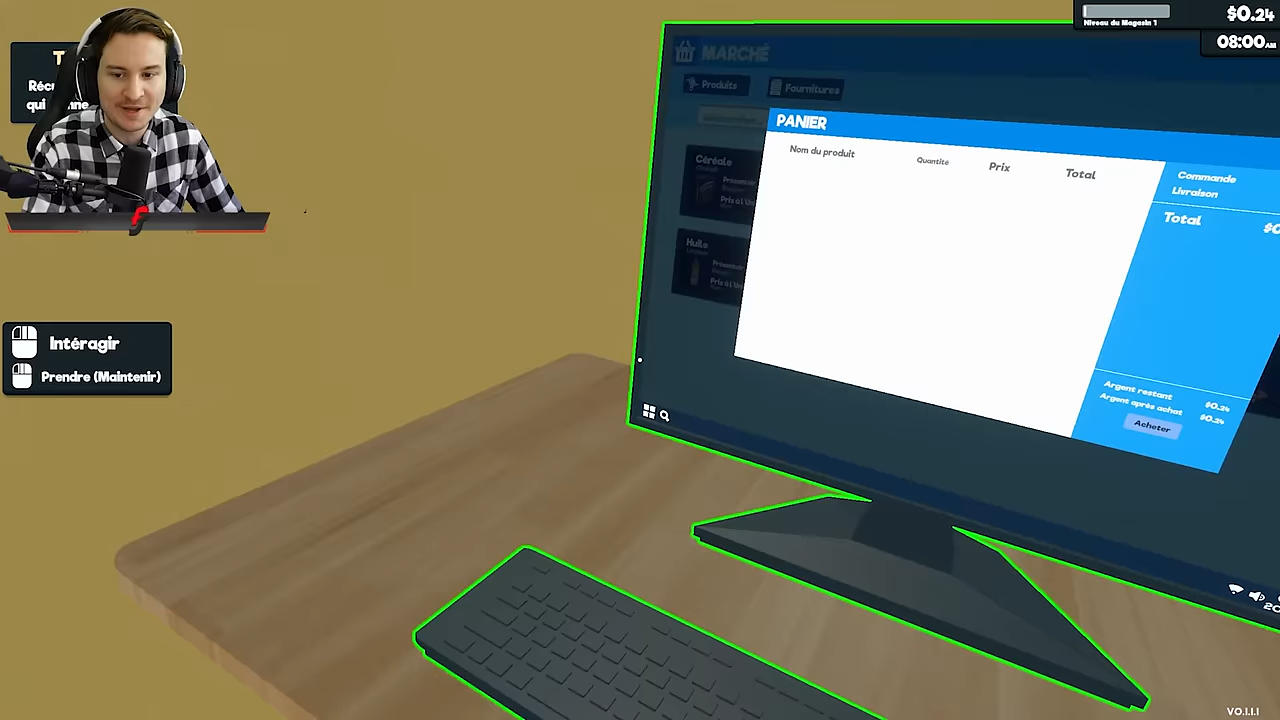 $0.24
Niveau du Magasin 1
08:00AM
MARCHÉ
Produits
Fournitures
PANIER
Nom du produit
Quantité
Prix
Total
Commande
Livraison
Total
Céréale
Huile
Intéragir
Prendre (Maintenir)
Argent restant
$0.24
Argent après achat
$0.24
Acheter
V0.1.1.1